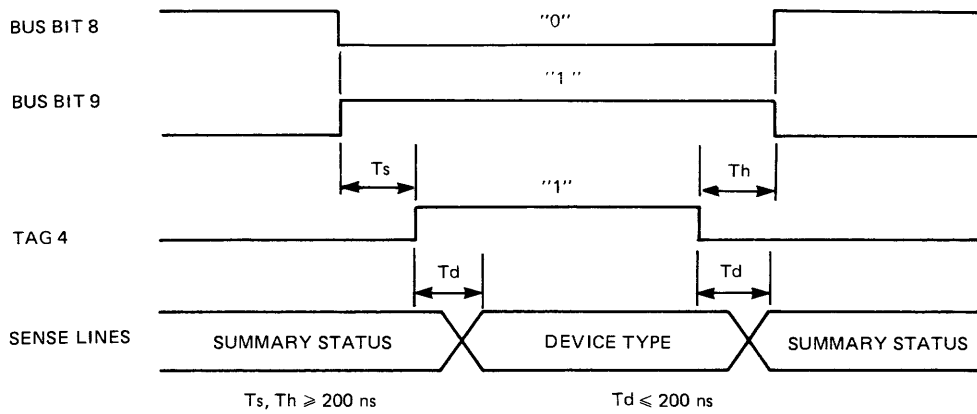 BUS BIT 8
"0"
BUS BIT 9
"1"
Ts
Th
TAG 4
"1"
Td
Td
SENSE LINES
SUMMARY STATUS
DEVICE TYPE
SUMMARY STATUS
Ts, Th ⩾ 200 ns
Td ⩽ 200 ns